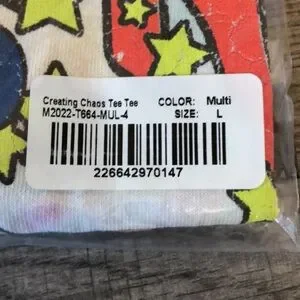 Creating Chaos Tee Tee COLOR: Multi
M2022-T664-MUL-4 SIZE: L
226642970147